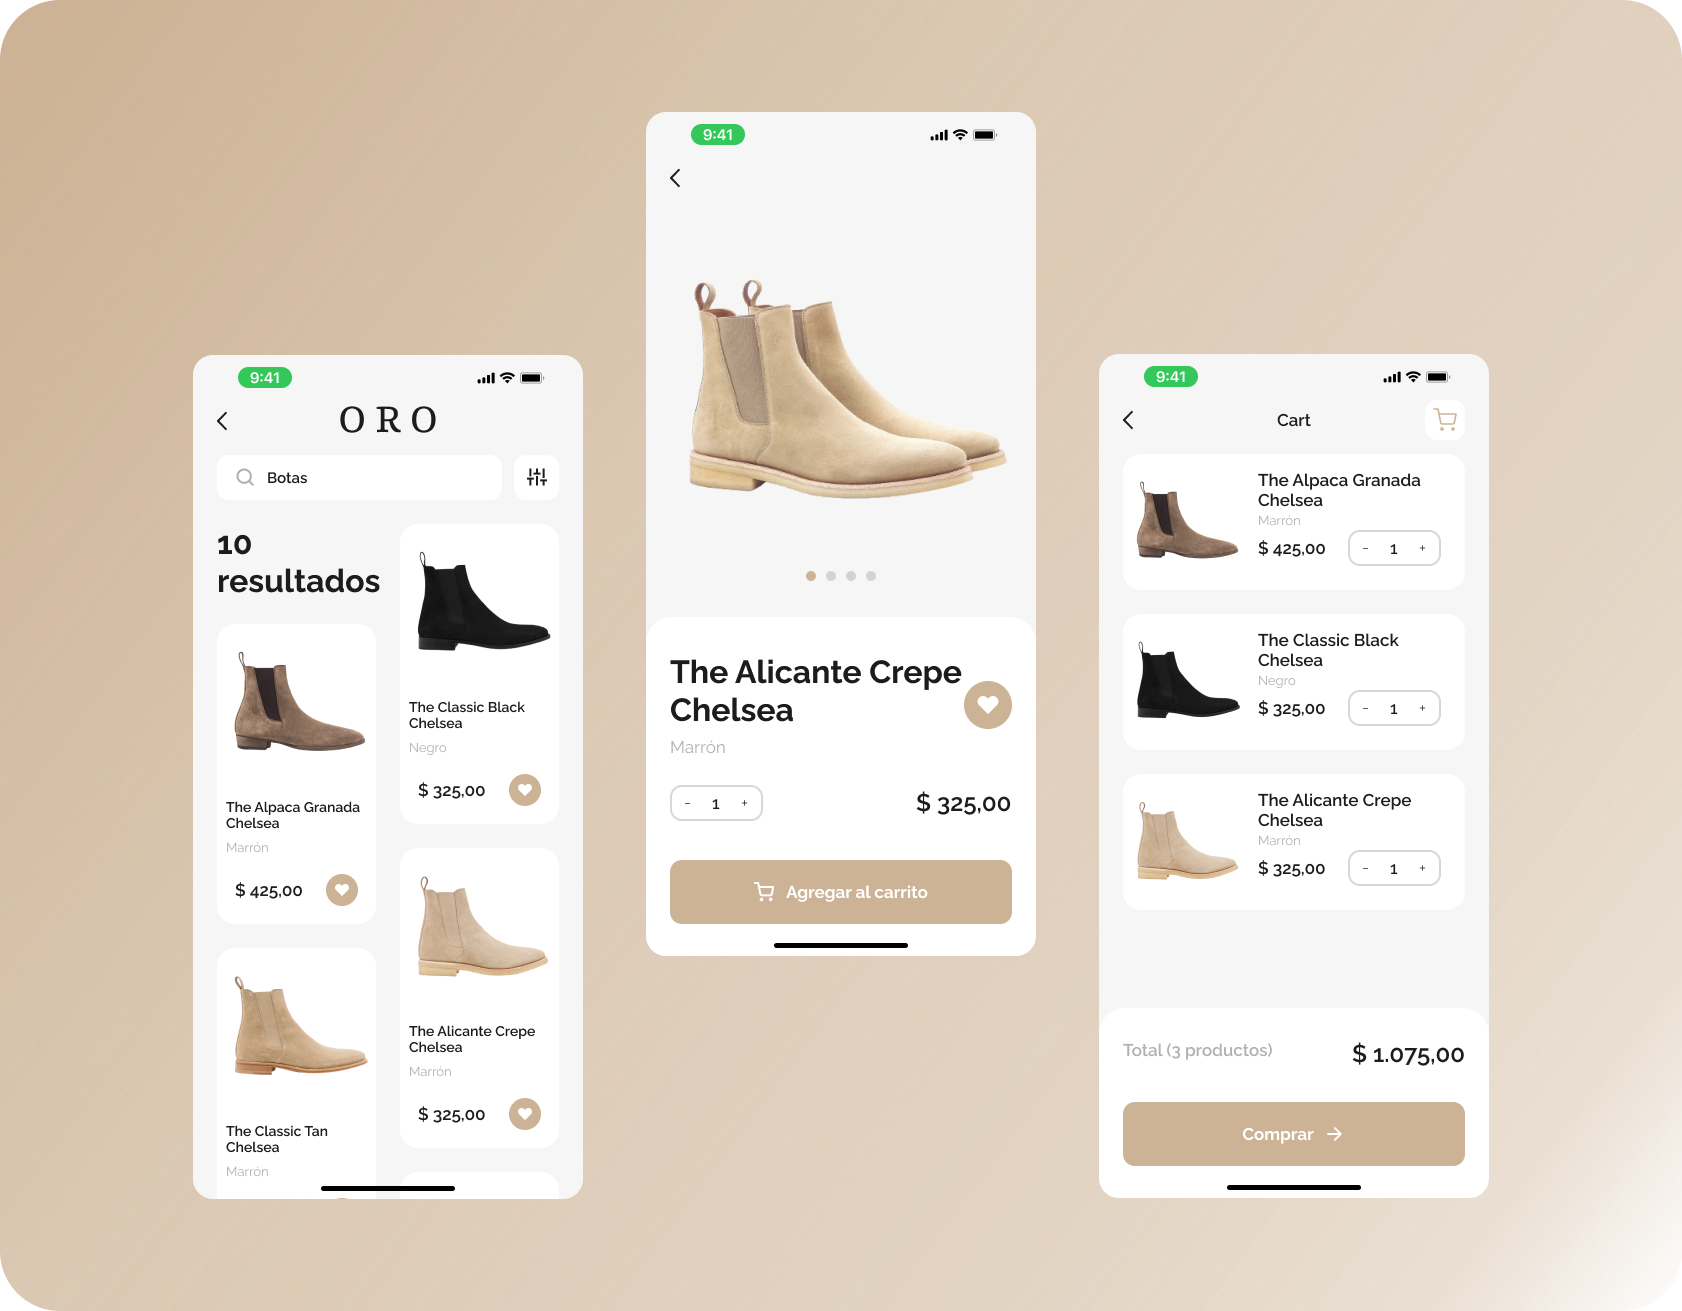 9:41
ORO
Botas
10
resultados
The Alpaca Granada
Chelsea
Marrón
$ 425,00
The Classic Tan
Chelsea
Marrón
The Classic Black
Chelsea
Negro
$ 325,00
The Alicante Crepe
Chelsea
Marrón
$ 325,00
9:41
The Alicante Crepe
Chelsea
Marrón
- 1 +
$ 325,00
Agregar al carrito
9:41
Cart
The Alpaca Granada
Chelsea
Marrón
$ 425,00
- 1 +
The Classic Black
Chelsea
Negro
$ 325,00
- 1 +
The Alicante Crepe
Chelsea
Marrón
$ 325,00
- 1 +
Total (3 productos)
$ 1.075,00
Comprar